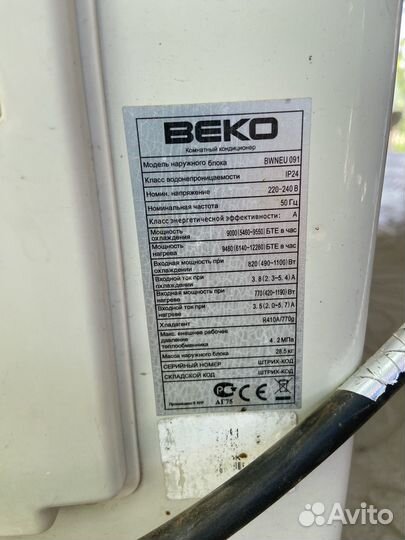 BEKO
Комнатный кондиционер
Модель наружного блока BWNEU 091
Класс водонепроницаемости IP24
Номин. напряжение 220-240 В
Номинальная частота 50 Гц
Класс энергетической эффективности: A
Мощность охлаждения 9000 (5460-9550) БТЕ в час
Мощность нагрева 9480 (6140-12280) БТЕ в час
Входная мощность при охлаждении 820 (490-1100) Вт
Входной ток при охлаждении 3.8 (2.3-5.4) А
Входная мощность при нагреве 770 (420-1190) Вт
Входной ток при нагреве 3.5 (2.0-5.7) А
Хладагент R410A/770g
Макс. внешнее рабочее давление теплообменника 4.2 МПа
Масса наружного блока 28.5 кг
СЕРИЙНЫЙ НОМЕР ШТРИХ-КОД
СКЛАДСКОЙ КОД ШТРИХ-КОД
Произведено в КНР
АГ75
CE
Avito